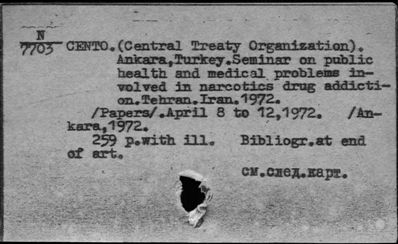 N
7703
CENTO.(Central Treaty Organization).
Ankara,Turkey.Seminar on public
health and medical problems in-
volved in narcotics drug addicti-
on.Tehran.Iran.1972.
/Papers/.April 8 to 12,1972. /An-
kara,1972.
259 p.with ill. Bibliogr.at end
of art.
см.след.карт.